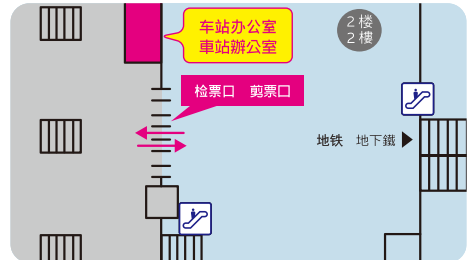 车站办公室
車站辦公室
2楼
2樓
检票口 剪票口
地铁 地下鐵